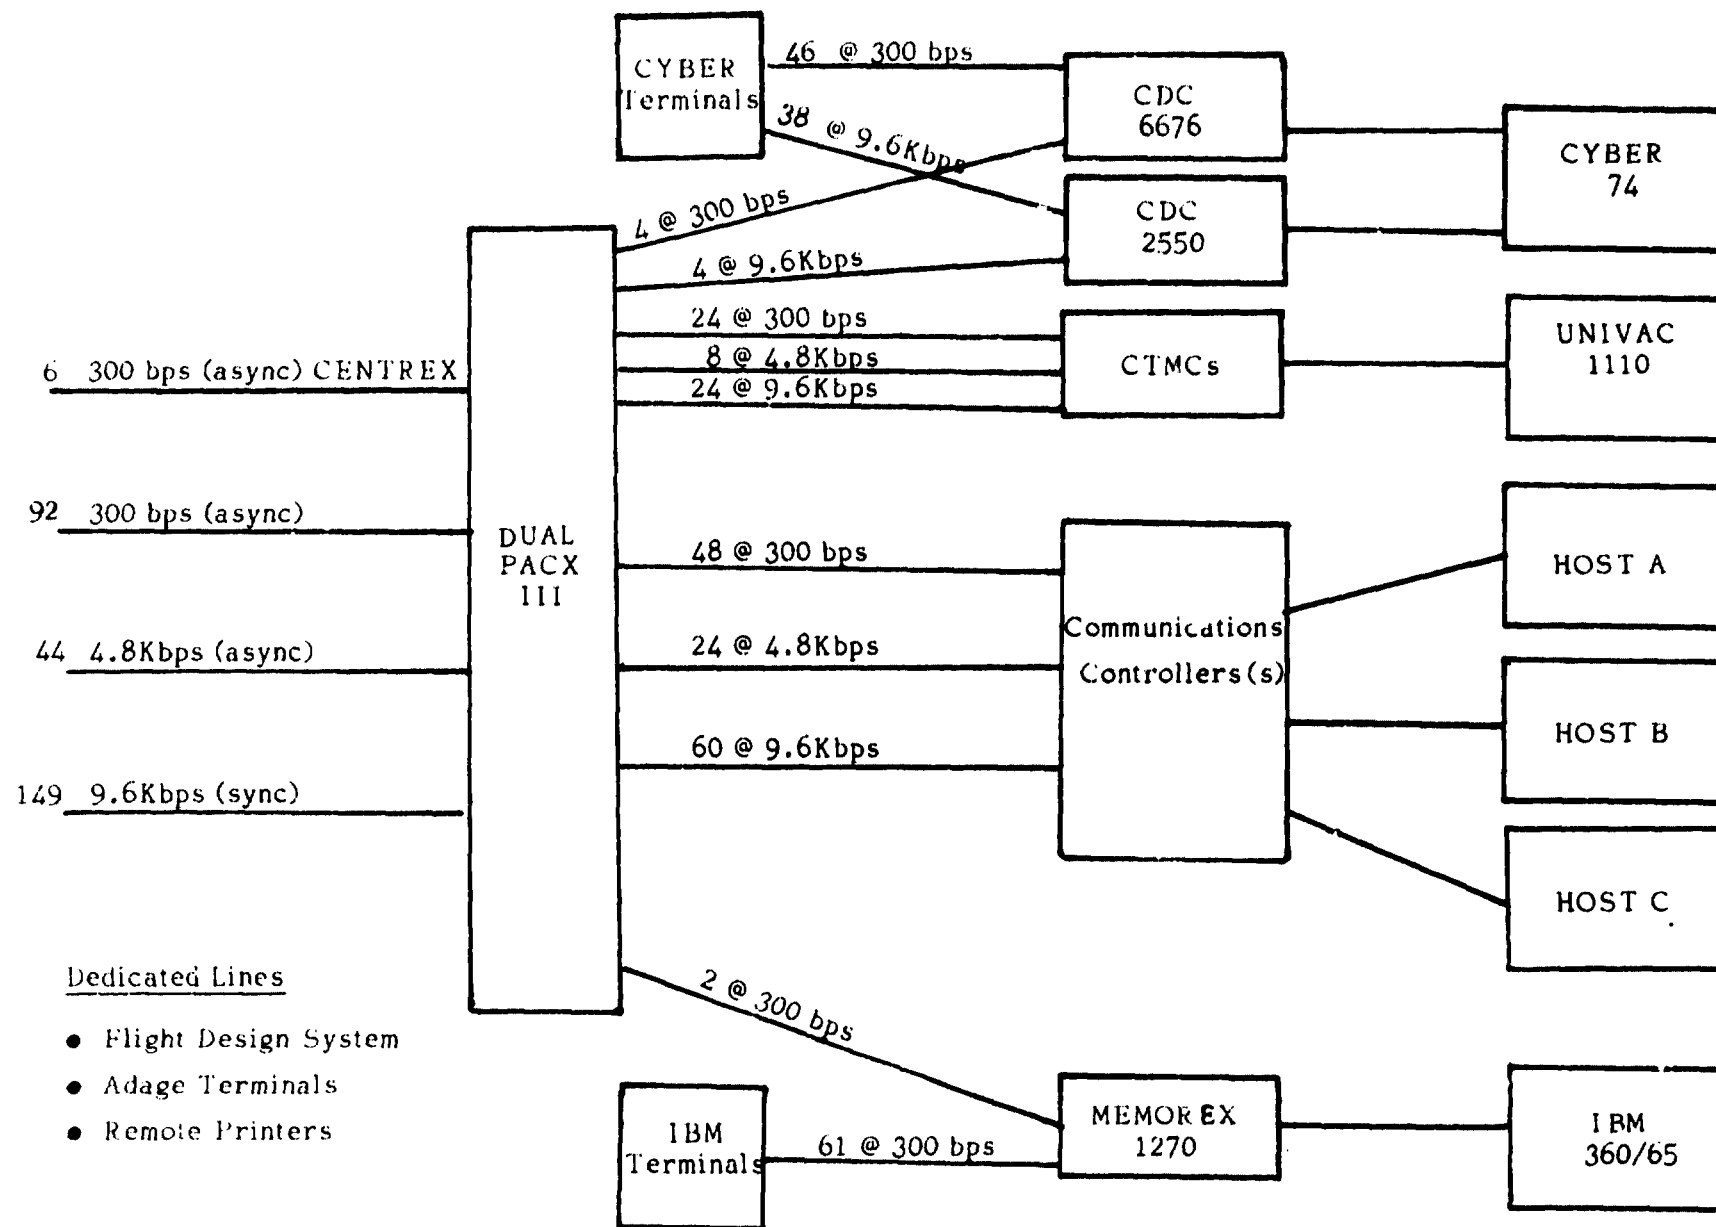 CYBER
Terminals
46 @ 300 bps
38 @ 9.6Kbps
CDC
6676
CYBER
74
4 @ 300 bps
CDC
2550
4 @ 9.6Kbps
24 @ 300 bps
8 @ 4.8Kbps
24 @ 9.6Kbps
CTMCs
UNIVAC
1110
6 300 bps (async) CENTREX
92 300 bps (async)
44 4.8Kbps (async)
149 9.6Kbps (sync)
DUAL
PACX
III
48 @ 300 bps
24 @ 4.8Kbps
60 @ 9.6Kbps
Communications
Controllers(s)
HOST A
HOST B
HOST C
Dedicated Lines
● Flight Design System
● Adage Terminals
● Remote Printers
2 @ 300 bps
IBM
Terminals
61 @ 300 bps
MEMOREX
1270
IBM
360/65